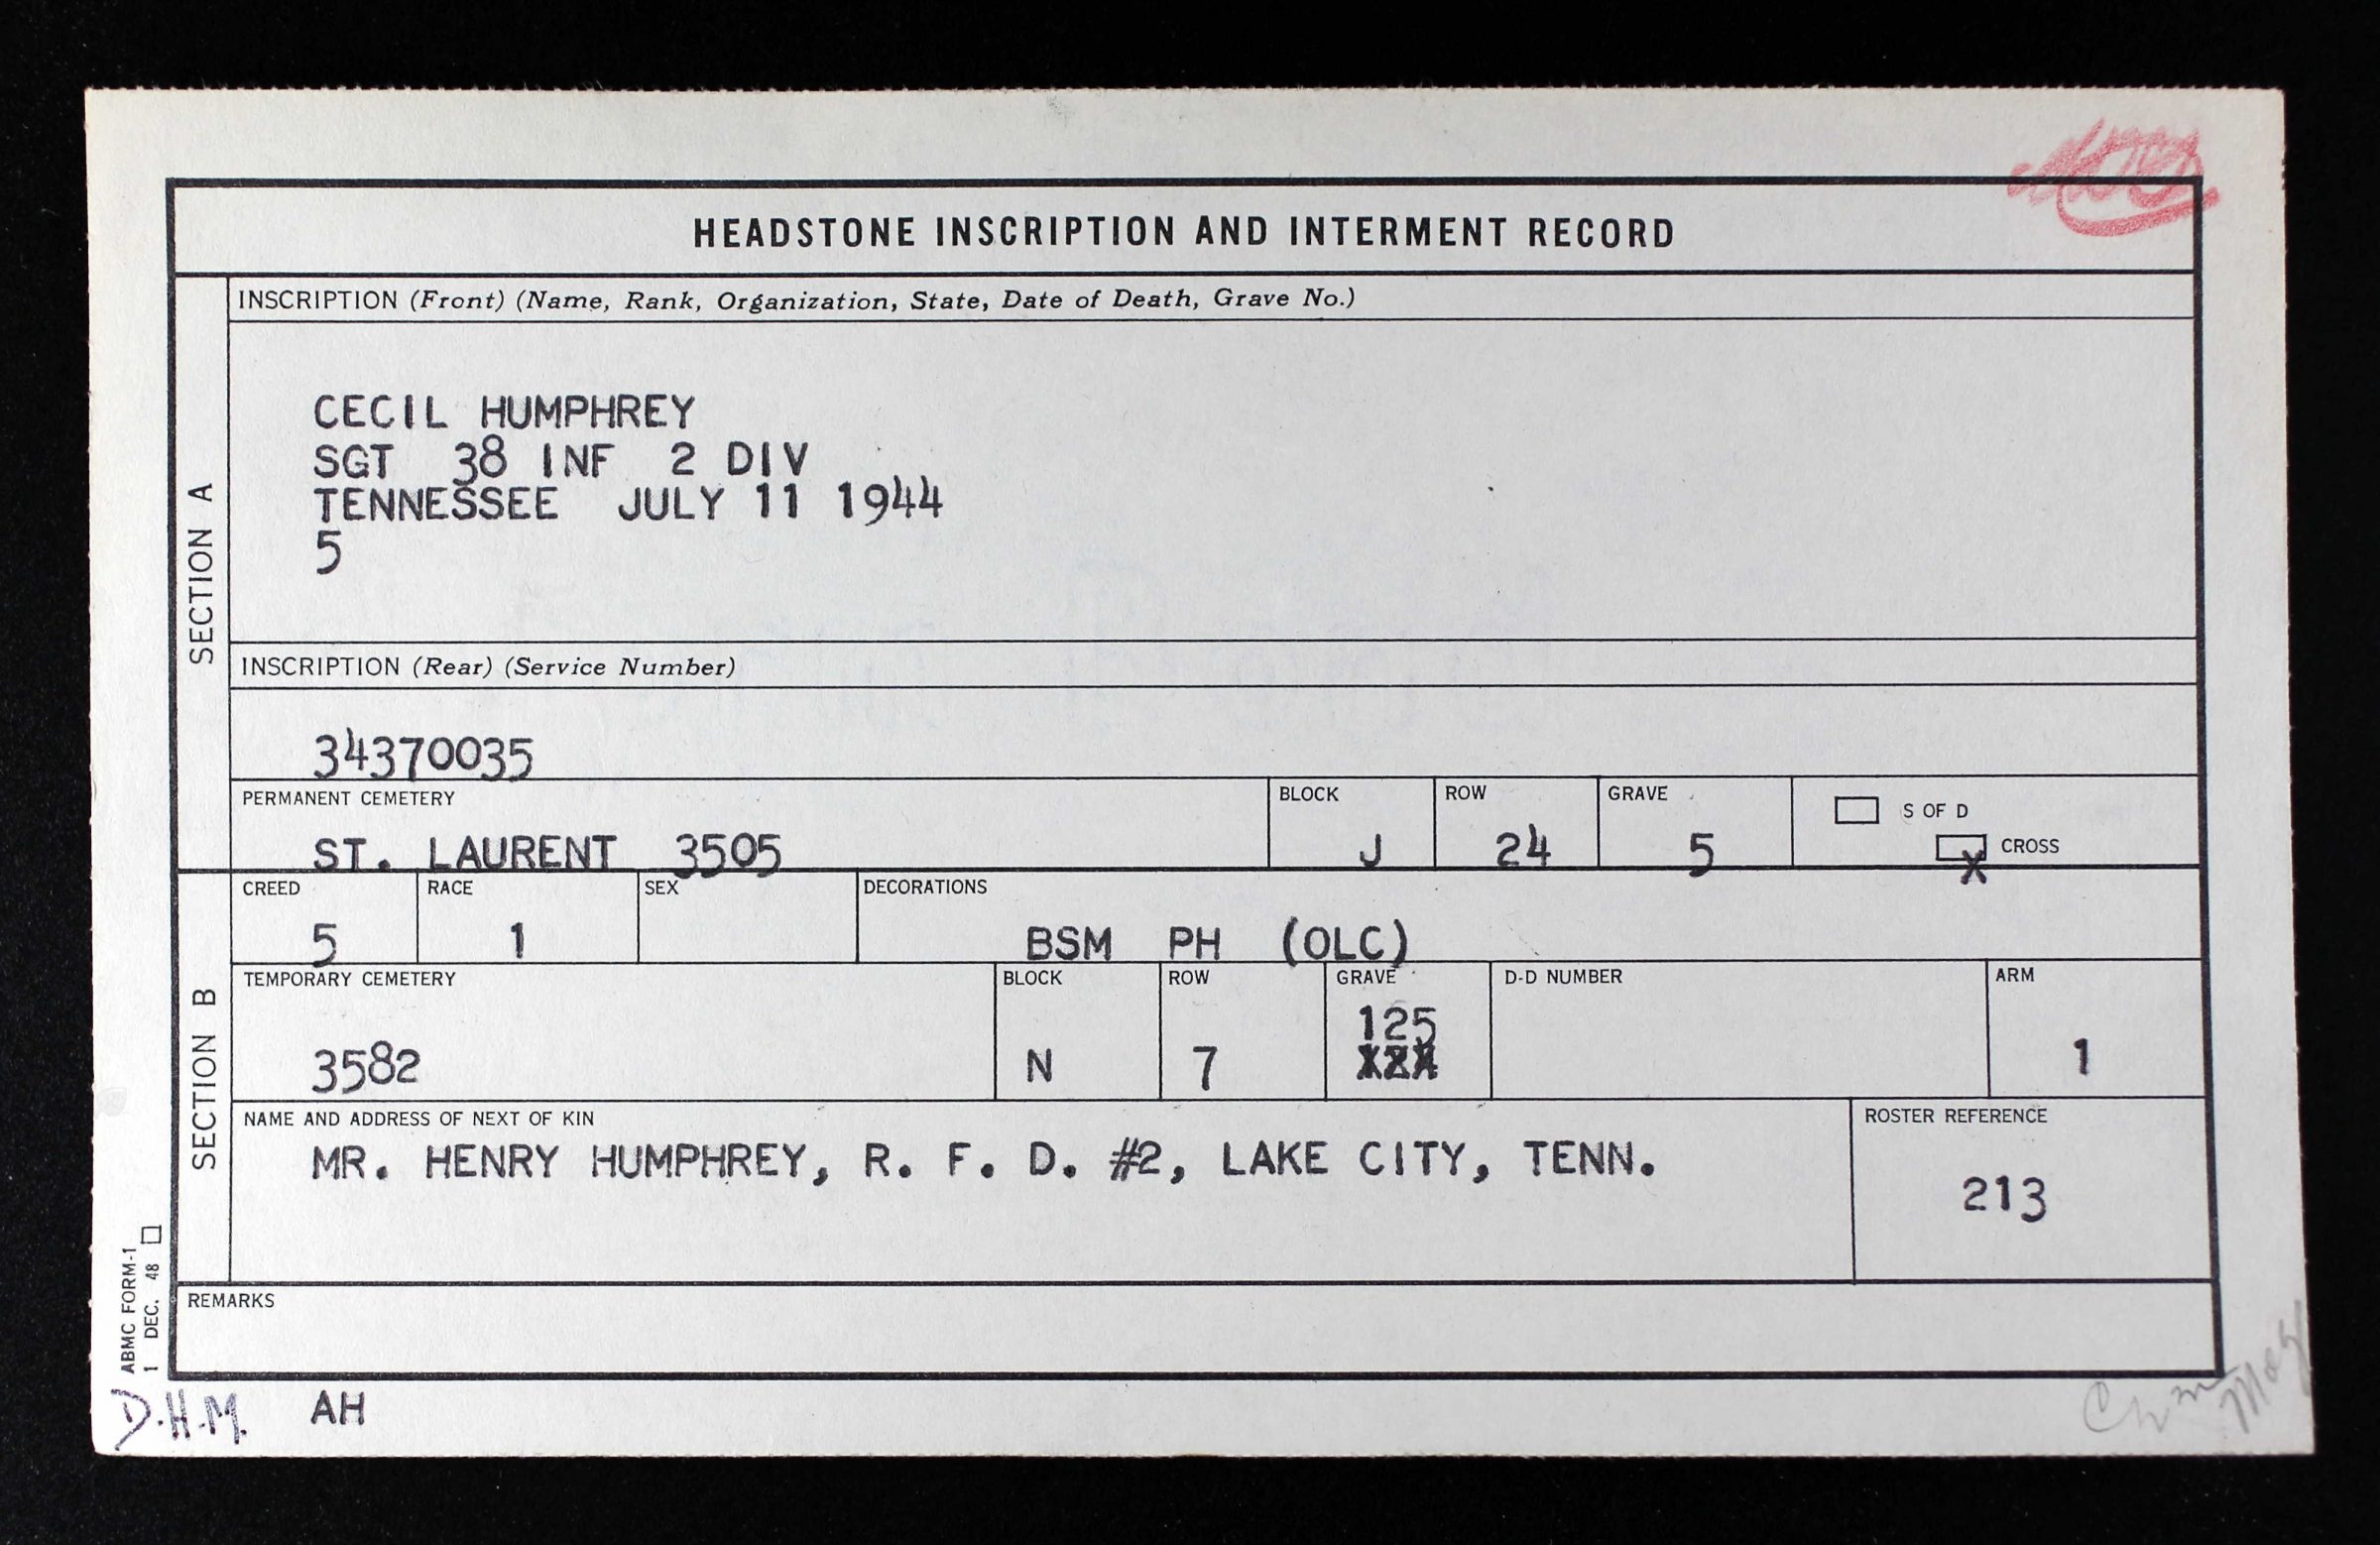 HEADSTONE INSCRIPTION AND INTERMENT RECORD
SECTION A
INSCRIPTION (Front) (Name, Rank, Organization, State, Date of Death, Grave No.)
CECIL HUMPHREY
SGT 38 INF 2 DIV
TENNESSEE JULY 11 1944
5
INSCRIPTION (Rear) (Service Number)
34370035
PERMANENT CEMETERY
ST. LAURENT 3505
BLOCK
J
ROW
24
GRAVE
5
S OF D
X CROSS
SECTION B
CREED
5
RACE
1
SEX
DECORATIONS
BSM PH (OLC)
TEMPORARY CEMETERY
3582
BLOCK
N
ROW
7
GRAVE
125
D-D NUMBER
ARM
1
NAME AND ADDRESS OF NEXT OF KIN
MR. HENRY HUMPHREY, R. F. D. #2, LAKE CITY, TENN.
ROSTER REFERENCE
213
REMARKS
ABMC FORM-1
1 DEC. 48
D.H.M. AH